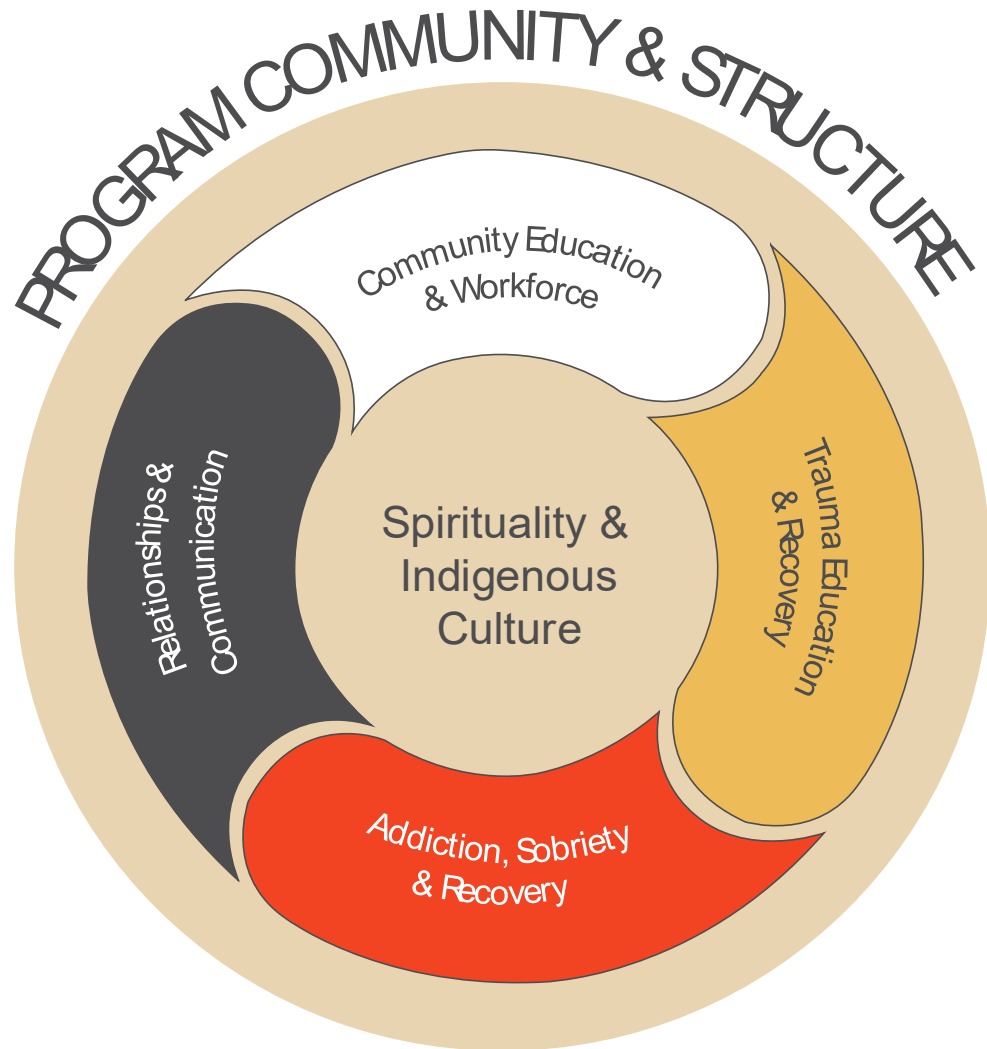 PROGRAM COMMUNITY & STRUCTURE
Community Education
& Workforce
Trauma Education
& Recovery
Spirituality &
Indigenous
Culture
Relationships &
Communication
Addiction, Sobriety
& Recovery